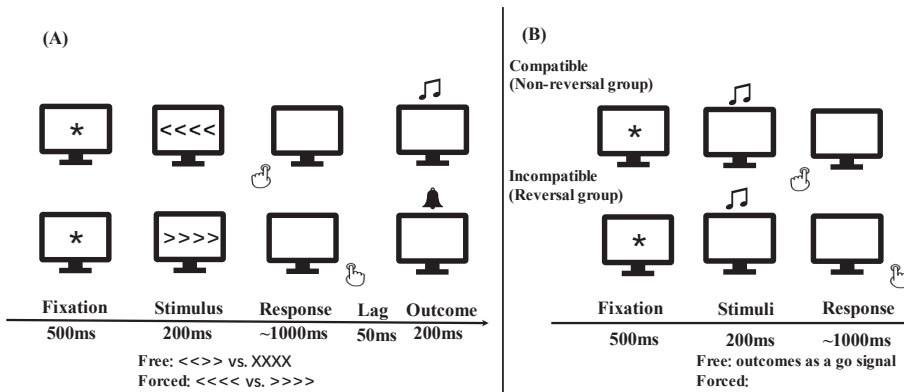 (A)
*
<<<<
*
>>>>
Fixation Stimulus Response Lag Outcome
500ms 200ms ~1000ms 50ms 200ms
Free: <<>> vs. XXXX
Forced: <<<< vs. >>>>
(B)
Compatible
(Non-reversal group)
*
Incompatible
(Reversal group)
*
Fixation Stimuli Response
500ms 200ms ~1000ms
Free: outcomes as a go signal
Forced: